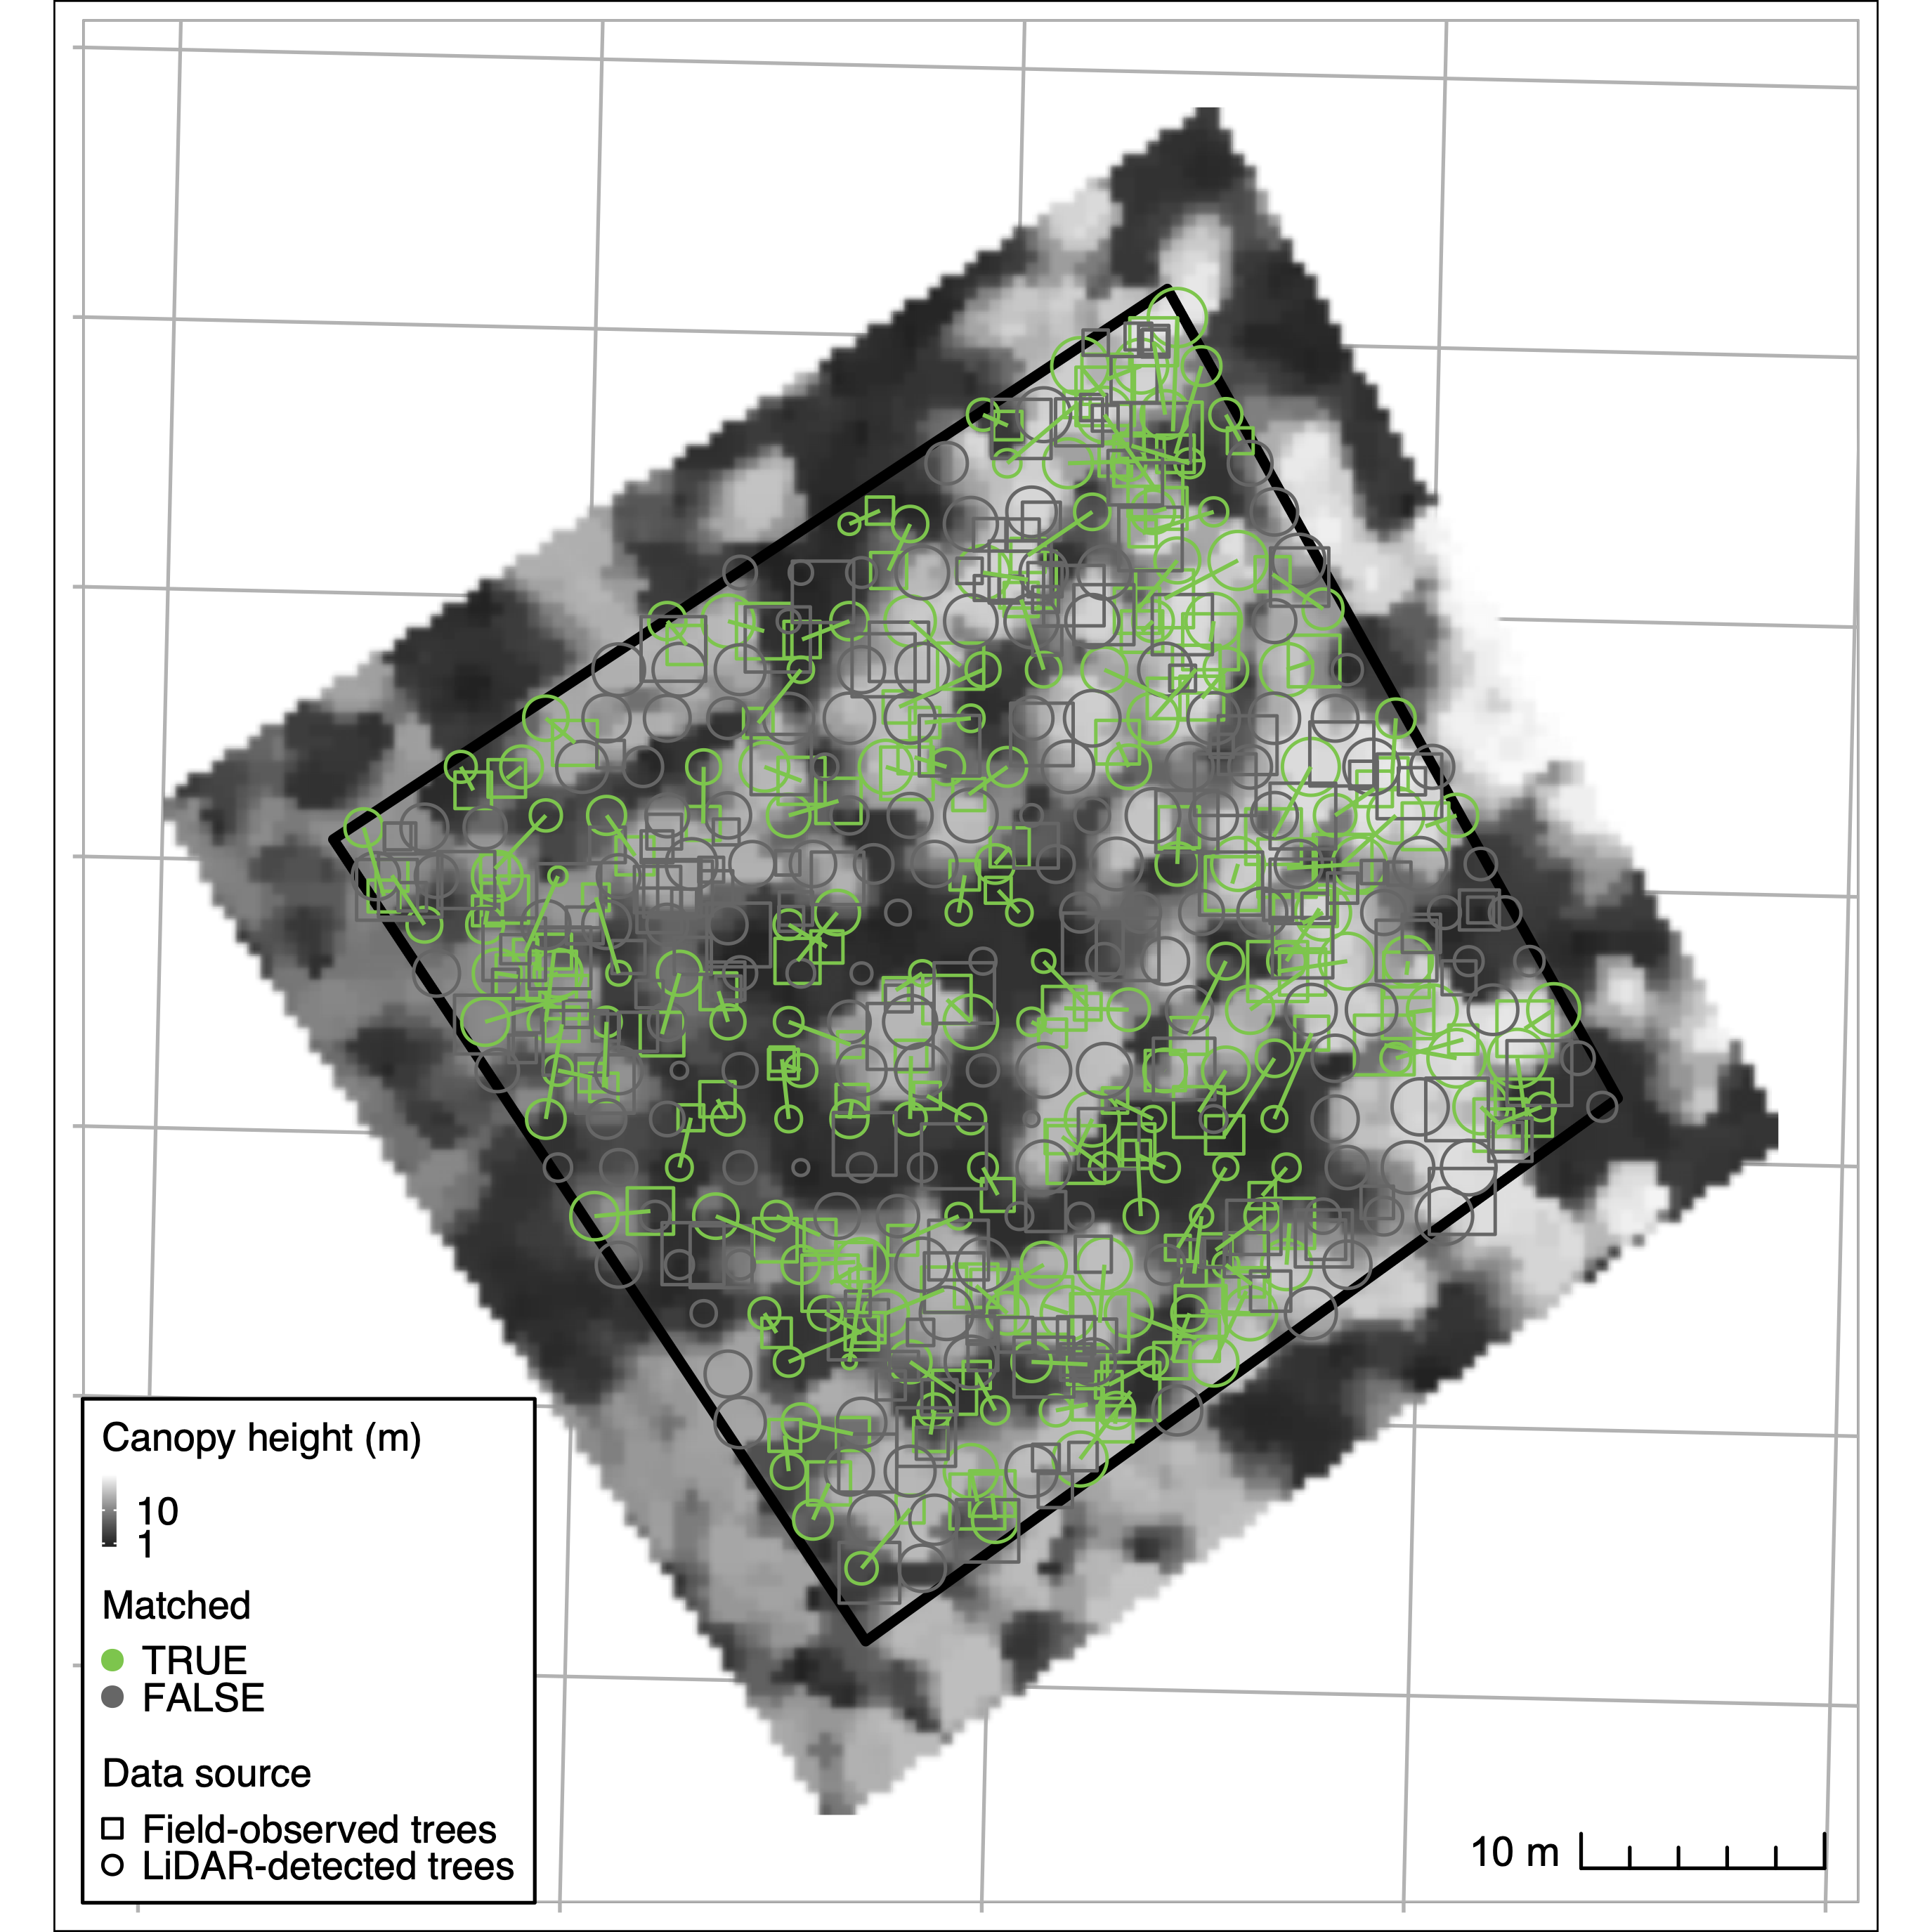 Canopy height (m)
10
1
Matched
TRUE
FALSE
Data source
Field-observed trees
LiDAR-detected trees
10 m